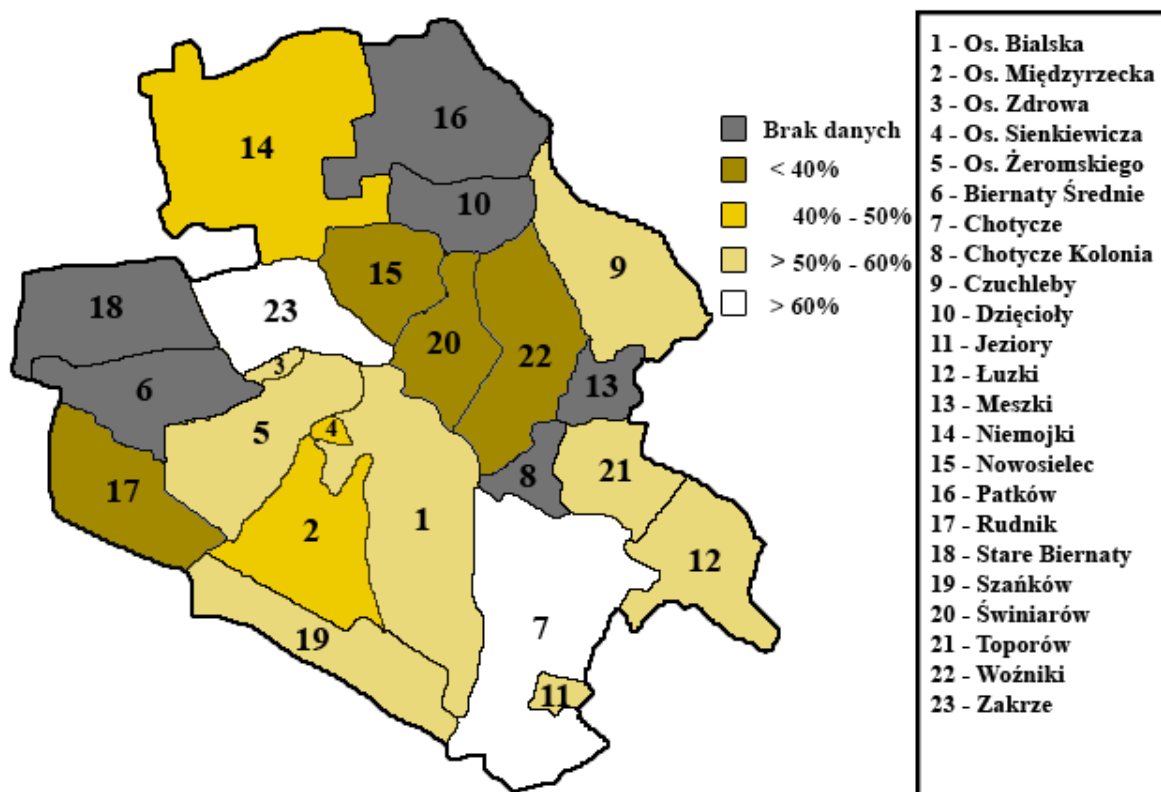 14
16
10
9
15
18
23
20
22
3
6
13
4
5
21
8
17
2
1
12
7
19
11
Brak danych
< 40%
40% - 50%
> 50% - 60%
> 60%
1 - Os. Bialska
2 - Os. Międzyrzecka
3 - Os. Zdrowa
4 - Os. Sienkiewicza
5 - Os. Żeromskiego
6 - Biernaty Średnie
7 - Chotycze
8 - Chotycze Kolonia
9 - Czuchleby
10 - Dzięcioły
11 - Jeziory
12 - Łuzki
13 - Meszki
14 - Niemojki
15 - Nowosielec
16 - Patków
17 - Rudnik
18 - Stare Biernaty
19 - Szańków
20 - Świniarów
21 - Toporów
22 - Woźniki
23 - Zakrze